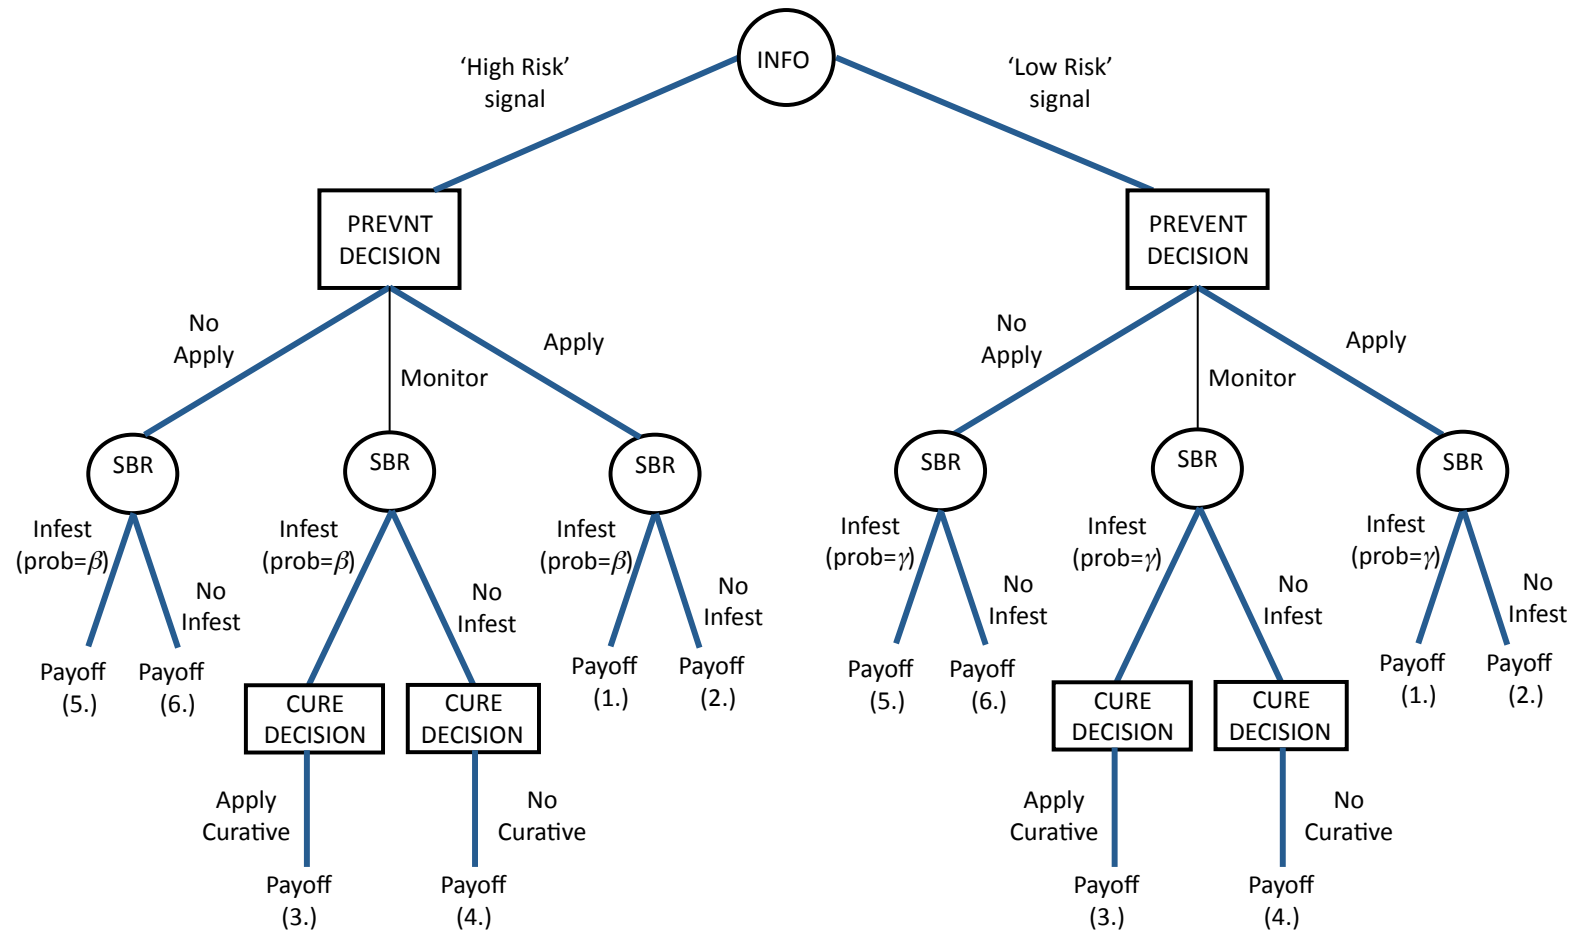 INFO
‘High Risk’
signal
‘Low Risk’
signal
PREVNT
DECISION
PREVENT
DECISION
No
Apply
Monitor
Apply
No
Apply
Monitor
Apply
SBR
SBR
SBR
SBR
SBR
SBR
Infest
(prob=β)
No
Infest
Infest
(prob=β)
No
Infest
Infest
(prob=β)
No
Infest
Infest
(prob=γ)
No
Infest
Infest
(prob=γ)
No
Infest
Infest
(prob=γ)
No
Infest
Payoff
(5.)
Payoff
(6.)
CURE
DECISION
CURE
DECISION
Payoff
(1.)
Payoff
(2.)
Payoff
(5.)
Payoff
(6.)
CURE
DECISION
CURE
DECISION
Payoff
(1.)
Payoff
(2.)
Apply
Curative
No
Curative
Apply
Curative
No
Curative
Payoff
(3.)
Payoff
(4.)
Payoff
(3.)
Payoff
(4.)